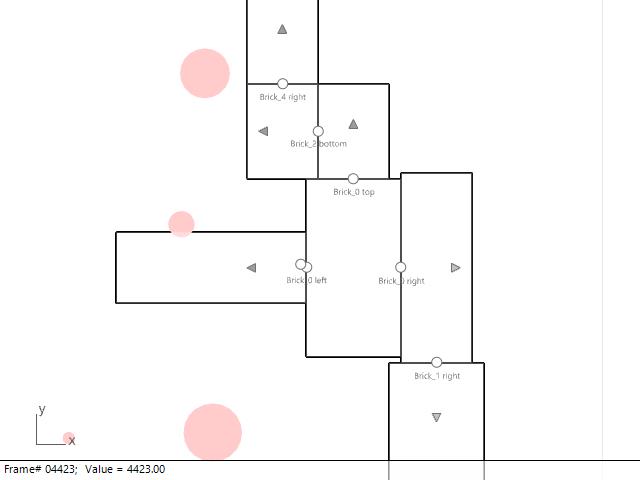 Brick_4 right
Brick_2 bottom
Brick_0 top
Brick_0 left
Brick_0 right
Brick_1 right
y
x
Frame# 04423; Value = 4423.00